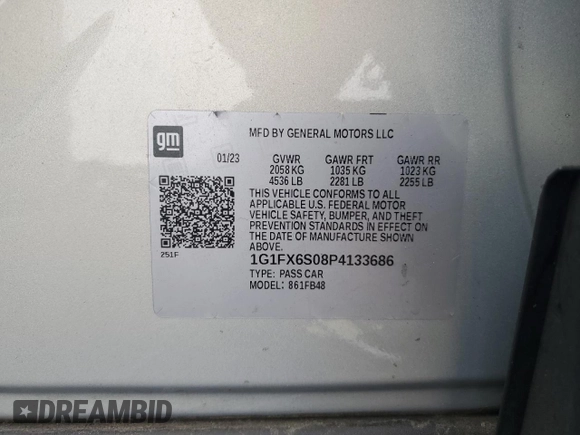 gm
MFD BY GENERAL MOTORS LLC
01/23 GVWR GAWR FRT GAWR RR
2058 KG 1035 KG 1023 KG
4536 LB 2281 LB 2255 LB
THIS VEHICLE CONFORMS TO ALL
APPLICABLE U.S. FEDERAL MOTOR
VEHICLE SAFETY, BUMPER, AND THEFT
PREVENTION STANDARDS IN EFFECT ON
THE DATE OF MANUFACTURE SHOWN
ABOVE.
251F
1G1FX6S08P4133686
TYPE: PASS CAR
MODEL: 861FB48
DREAMBID